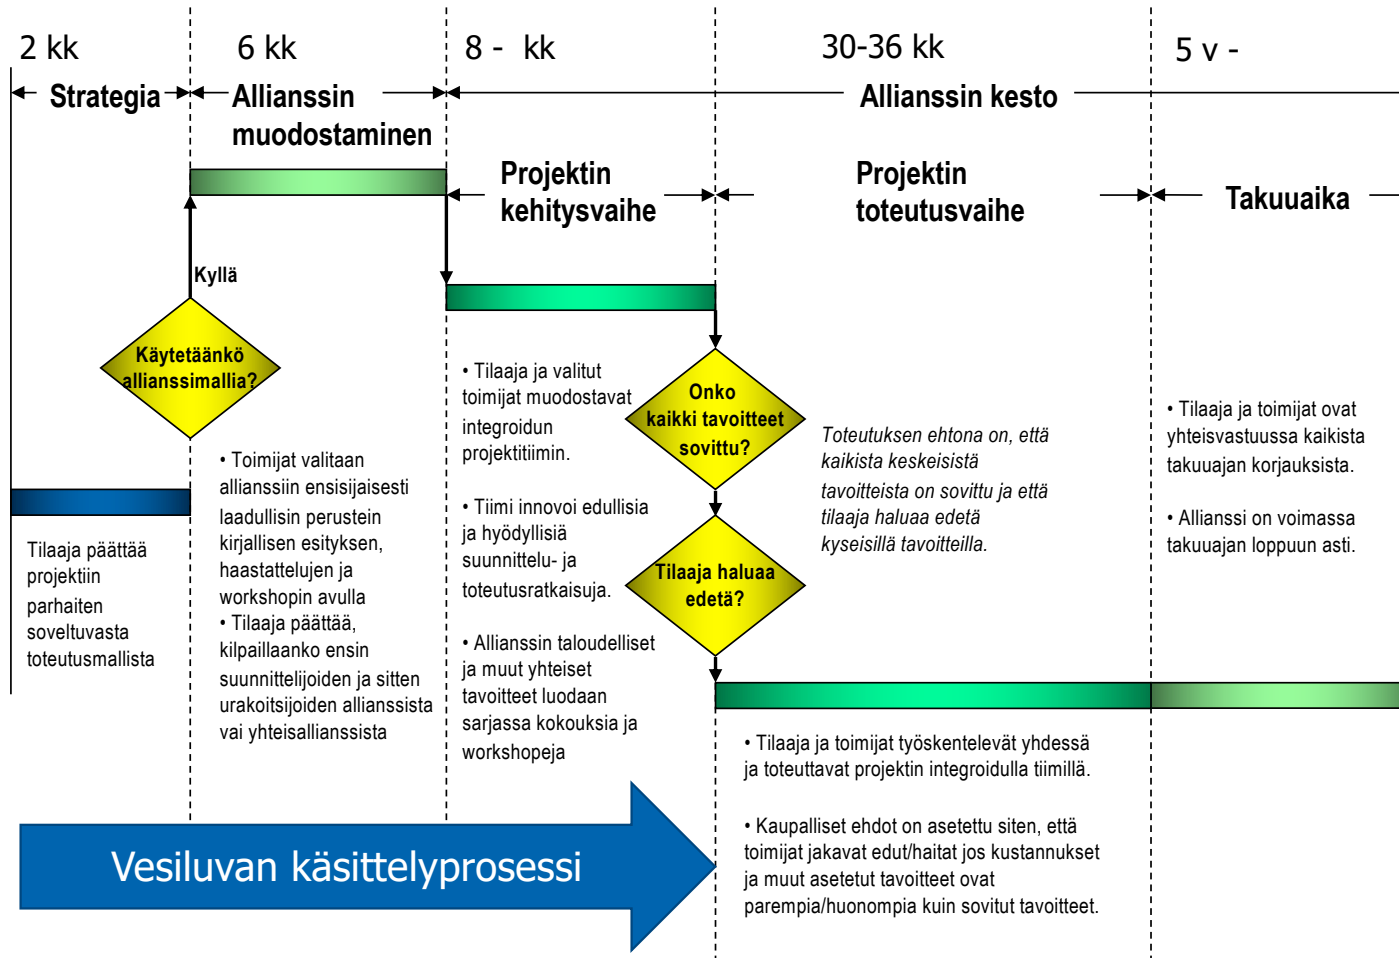 2 kk
6 kk
8 -  kk
30-36 kk
5 v -
Strategia
Allianssin
muodostaminen
Allianssin kesto
Projektin
kehitysvaihe
Projektin
toteutusvaihe
Takuuaika
Kyllä
Käytetäänkö
allianssimallia?
Tilaaja päättää
projektiin
parhaiten
soveltuvasta
toteutusmallista
• Toimijat valitaan
allianssiin ensisijaisesti
laadullisin perustein
kirjallisen esityksen,
haastattelujen ja
workshopin avulla
• Tilaaja päättää,
kilpaillaanko ensin
suunnittelijoiden ja sitten
urakoitsijoiden allianssista
vai yhteisallianssista
• Tilaaja ja valitut
toimijat muodostavat
integroidun
projektitiimin.
• Tiimi innovoi edullisia
ja hyödyllisiä
suunnittelu- ja
toteutusratkaisuja.
• Allianssin taloudelliset
ja muut yhteiset
tavoitteet luodaan
sarjassa kokouksia ja
workshopeja
Onko
kaikki tavoitteet
sovittu?
Tilaaja haluaa
edetä?
Toteutuksen ehtona on, että
kaikista keskeisistä
tavoitteista on sovittu ja että
tilaaja haluaa edetä
kyseisillä tavoitteilla.
• Tilaaja ja toimijat ovat
yhteisvastuussa kaikista
takuuajan korjauksista.
• Allianssi on voimassa
takuuajan loppuun asti.
• Tilaaja ja toimijat työskentelevät yhdessä
ja toteuttavat projektin integroidulla tiimillä.
• Kaupalliset ehdot on asetettu siten, että
toimijat jakavat edut/haitat jos kustannukset
ja muut asetetut tavoitteet ovat
parempia/huonompia kuin sovitut tavoitteet.
Vesiluvan käsittelyprosessi